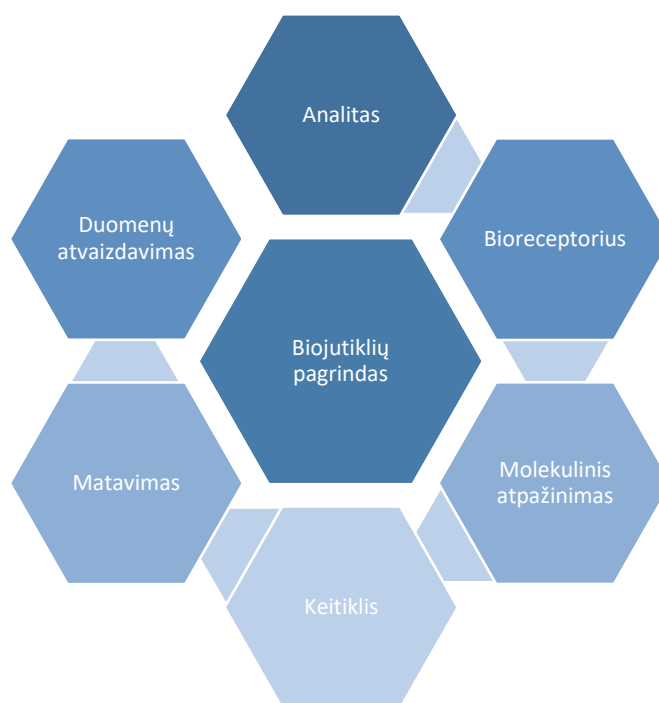 Analitas
Bioreceptorius
Molekulinis
atpažinimas
Keitiklis
Matavimas
Duomenų
atvaizdavimas
Biojutiklių
pagrindas